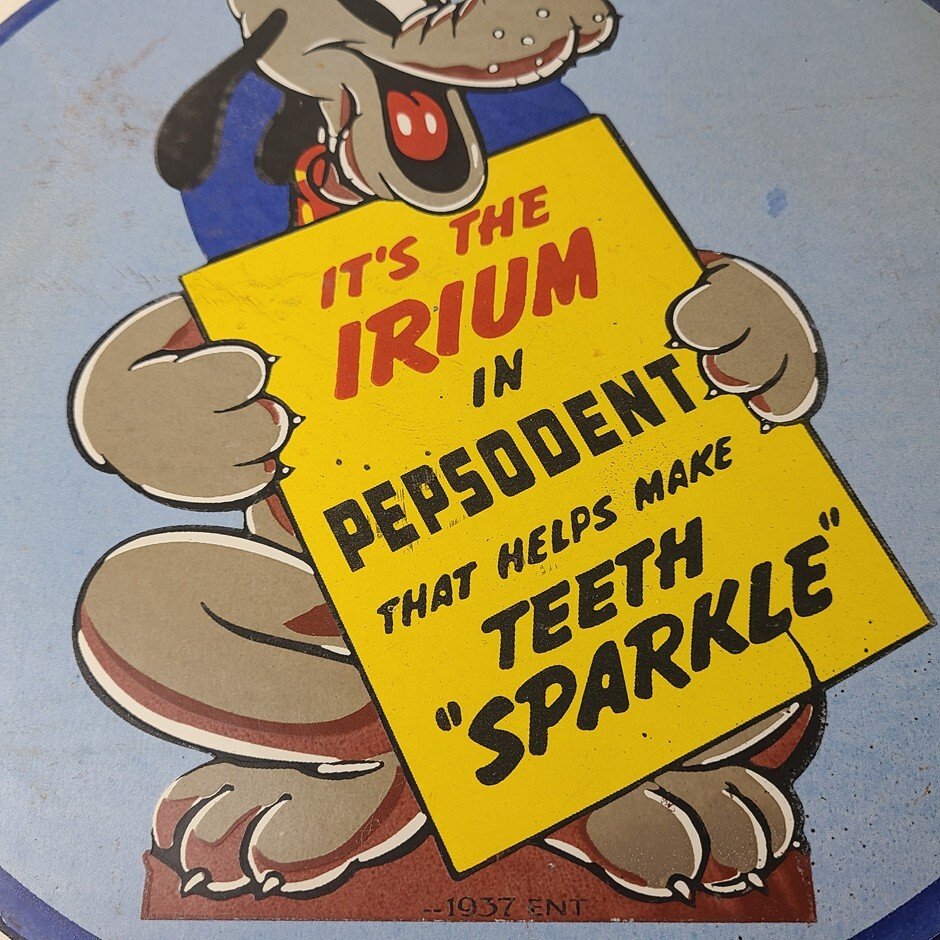 IT'S THE
IRIUM
IN
PEPSODENT
THAT HELPS MAKE
TEETH
"SPARKLE"
--1937 ENT